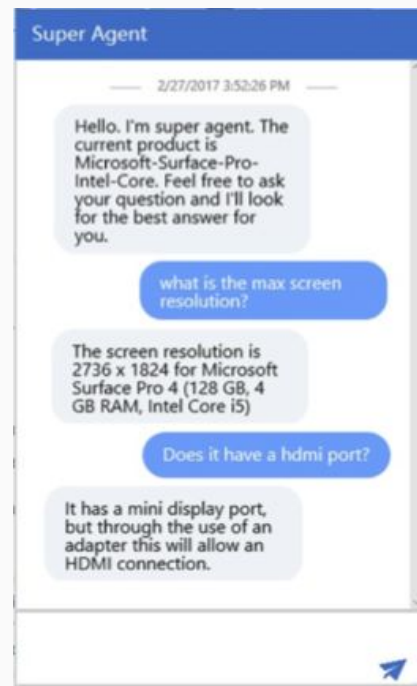 Super Agent
2/27/2017 3:52:26 PM
Hello. I'm super agent. The
current product is
Microsoft-Surface-Pro-
Intel-Core. Feel free to ask
your question and I'll look
for the best answer for
you.
what is the max screen
resolution?
The screen resolution is
2736 x 1824 for Microsoft
Surface Pro 4 (128 GB, 4
GB RAM, Intel Core i5)
Does it have a hdmi port?
It has a mini display port,
but through the use of an
adapter this will allow an
HDMI connection.